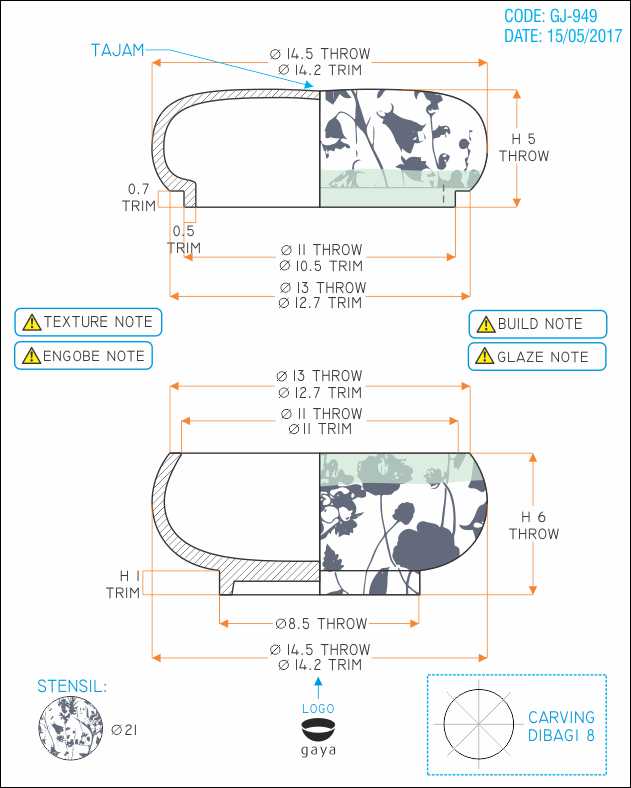 CODE: GJ-949
DATE: 15/05/2017
TAJAM
Ø 14.5 THROW
Ø 14.2 TRIM
H 5
THROW
0.7
TRIM
0.5
TRIM
Ø 11 THROW
Ø 10.5 TRIM
Ø 13 THROW
Ø 12.7 TRIM
TEXTURE NOTE
BUILD NOTE
ENGOBE NOTE
GLAZE NOTE
Ø 13 THROW
Ø 12.7 TRIM
Ø 11 THROW
Ø 11 TRIM
H 6
THROW
H 1
TRIM
Ø8.5 THROW
Ø 14.5 THROW
Ø 14.2 TRIM
STENSIL:
Ø21
LOGO
gaya
CARVING
DIBAGI 8